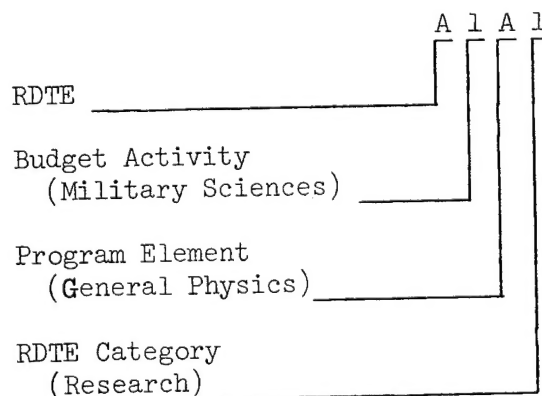 A 1 A 1
RDTE
Budget Activity
(Military Sciences)
Program Element
(General Physics)
RDTE Category
(Research)